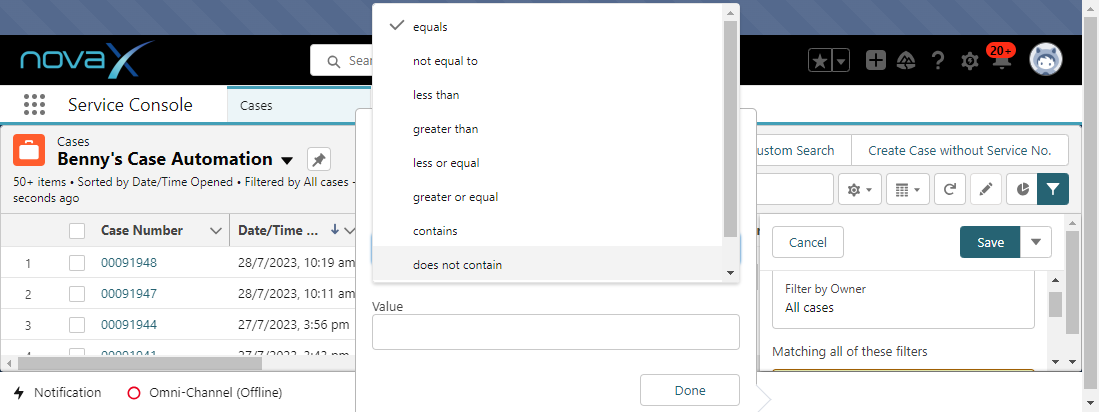 equals
not equal to
less than
greater than
less or equal
greater or equal
contains
does not contain
novaX
Sea
20+
Service Console
Cases
Cases
Benny's Case Automation
50+ items • Sorted by Date/Time Opened • Filtered by All cases -
seconds ago
ustom Search
Create Case without Service No.
Case Number
Date/Time ...
1
00091948
28/7/2023, 10:19 am
2
00091947
28/7/2023, 10:11 am
3
00091944
27/7/2023, 3:56 pm
4
00091941
27/7/2023, 3:43 pm
Value
Done
Cancel
Save
Filter by Owner
All cases
Matching all of these filters
Notification
Omni-Channel (Offline)